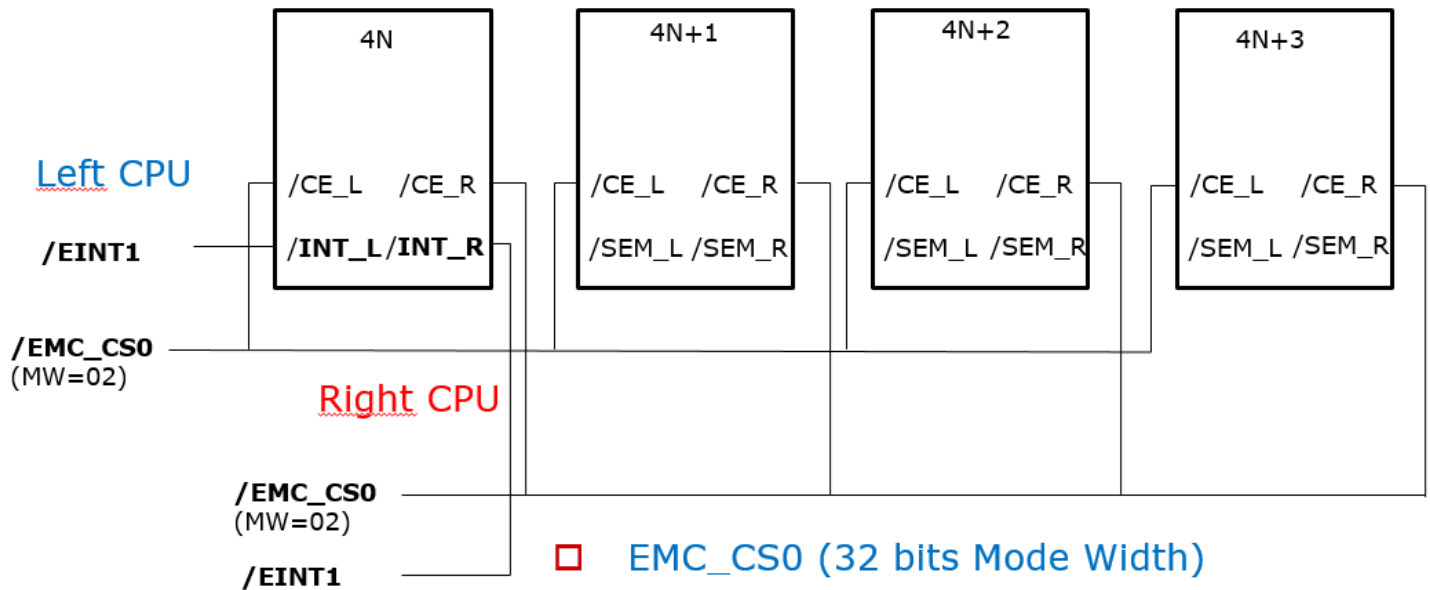 4N
4N+1
4N+2
4N+3
Left CPU
/CE_L /CE_R
/CE_L /CE_R
/CE_L /CE_R
/CE_L /CE_R
/EINT1
/INT_L /INT_R
/SEM_L /SEM_R
/SEM_L /SEM_R
/SEM_L /SEM_R
/EMC_CS0
(MW=02)
Right CPU
/EMC_CS0
(MW=02)
EMC_CS0 (32 bits Mode Width)
/EINT1